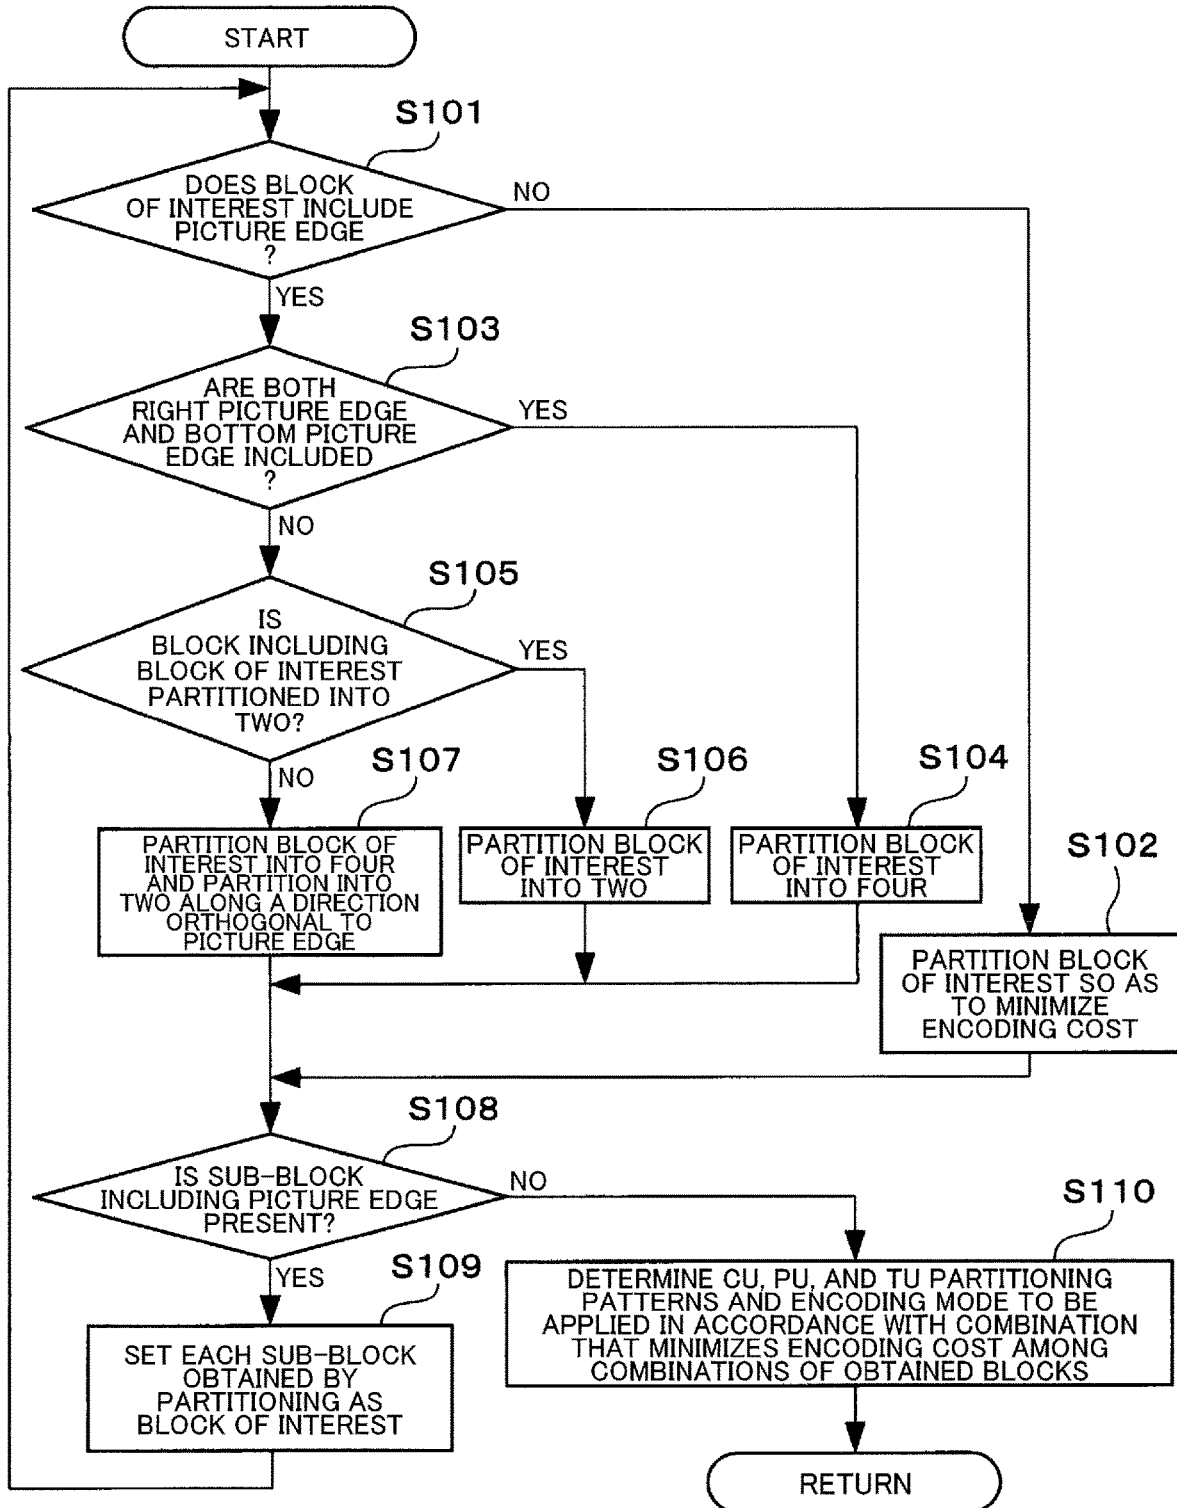 START
S101
DOES BLOCK
OF INTEREST INCLUDE
PICTURE EDGE
?
NO
YES
S103
ARE BOTH
RIGHT PICTURE EDGE
AND BOTTOM PICTURE
EDGE INCLUDED
?
YES
NO
S105
IS
BLOCK INCLUDING
BLOCK OF INTEREST
PARTITIONED INTO
TWO?
YES
NO
S107
PARTITION BLOCK OF
INTEREST INTO FOUR
AND PARTITION INTO
TWO ALONG A DIRECTION
ORTHOGONAL TO
PICTURE EDGE
S106
PARTITION BLOCK
OF INTEREST
INTO TWO
S104
PARTITION BLOCK
OF INTEREST
INTO FOUR
S102
PARTITION BLOCK
OF INTEREST SO AS
TO MINIMIZE
ENCODING COST
S108
IS SUB-BLOCK
INCLUDING PICTURE EDGE
PRESENT?
NO
YES
S109
SET EACH SUB-BLOCK
OBTAINED BY
PARTITIONING AS
BLOCK OF INTEREST
S110
DETERMINE CU, PU, AND TU PARTITIONING
PATTERNS AND ENCODING MODE TO BE
APPLIED IN ACCORDANCE WITH COMBINATION
THAT MINIMIZES ENCODING COST AMONG
COMBINATIONS OF OBTAINED BLOCKS
RETURN